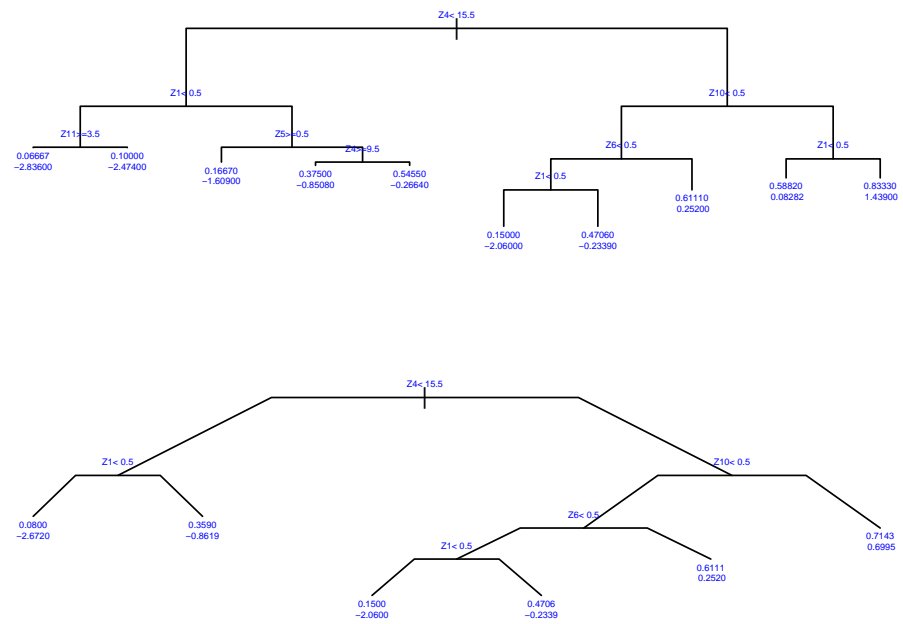 Z4< 15.5
Z1< 0.5
Z10< 0.5
Z11>=3.5
Z5>=0.5
Z6< 0.5
Z1< 0.5
Z4>=9.5
0.06667
−2.83600
0.10000
−2.47400
0.16670
−1.60900
0.37500
−0.85080
0.54550
−0.26640
Z1< 0.5
0.61110
0.25200
0.58820
0.08282
0.83330
1.43900
0.15000
−2.06000
0.47060
−0.23390
Z4< 15.5
Z1< 0.5
Z10< 0.5
0.0800
−2.6720
0.3590
−0.8619
Z6< 0.5
0.7143
0.6995
Z1< 0.5
0.6111
0.2520
0.1500
−2.0600
0.4706
−0.2339